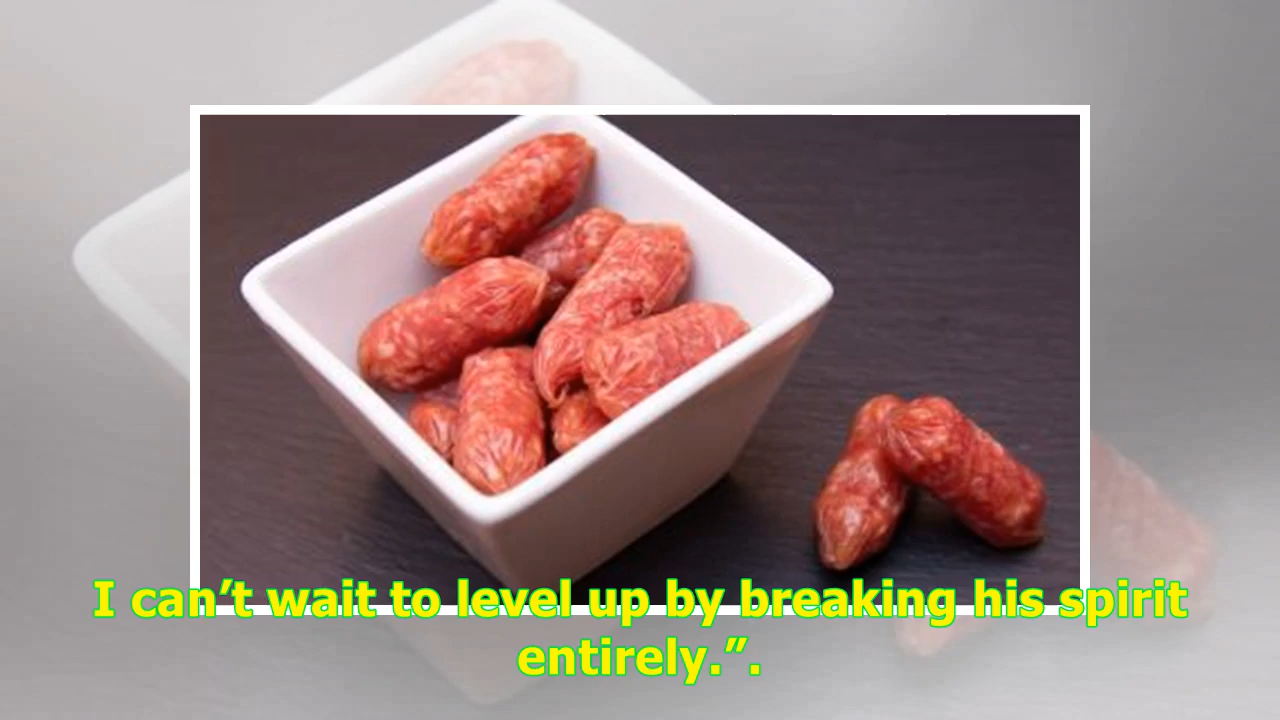 I can’t wait to level up by breaking his spirit
entirely.”.